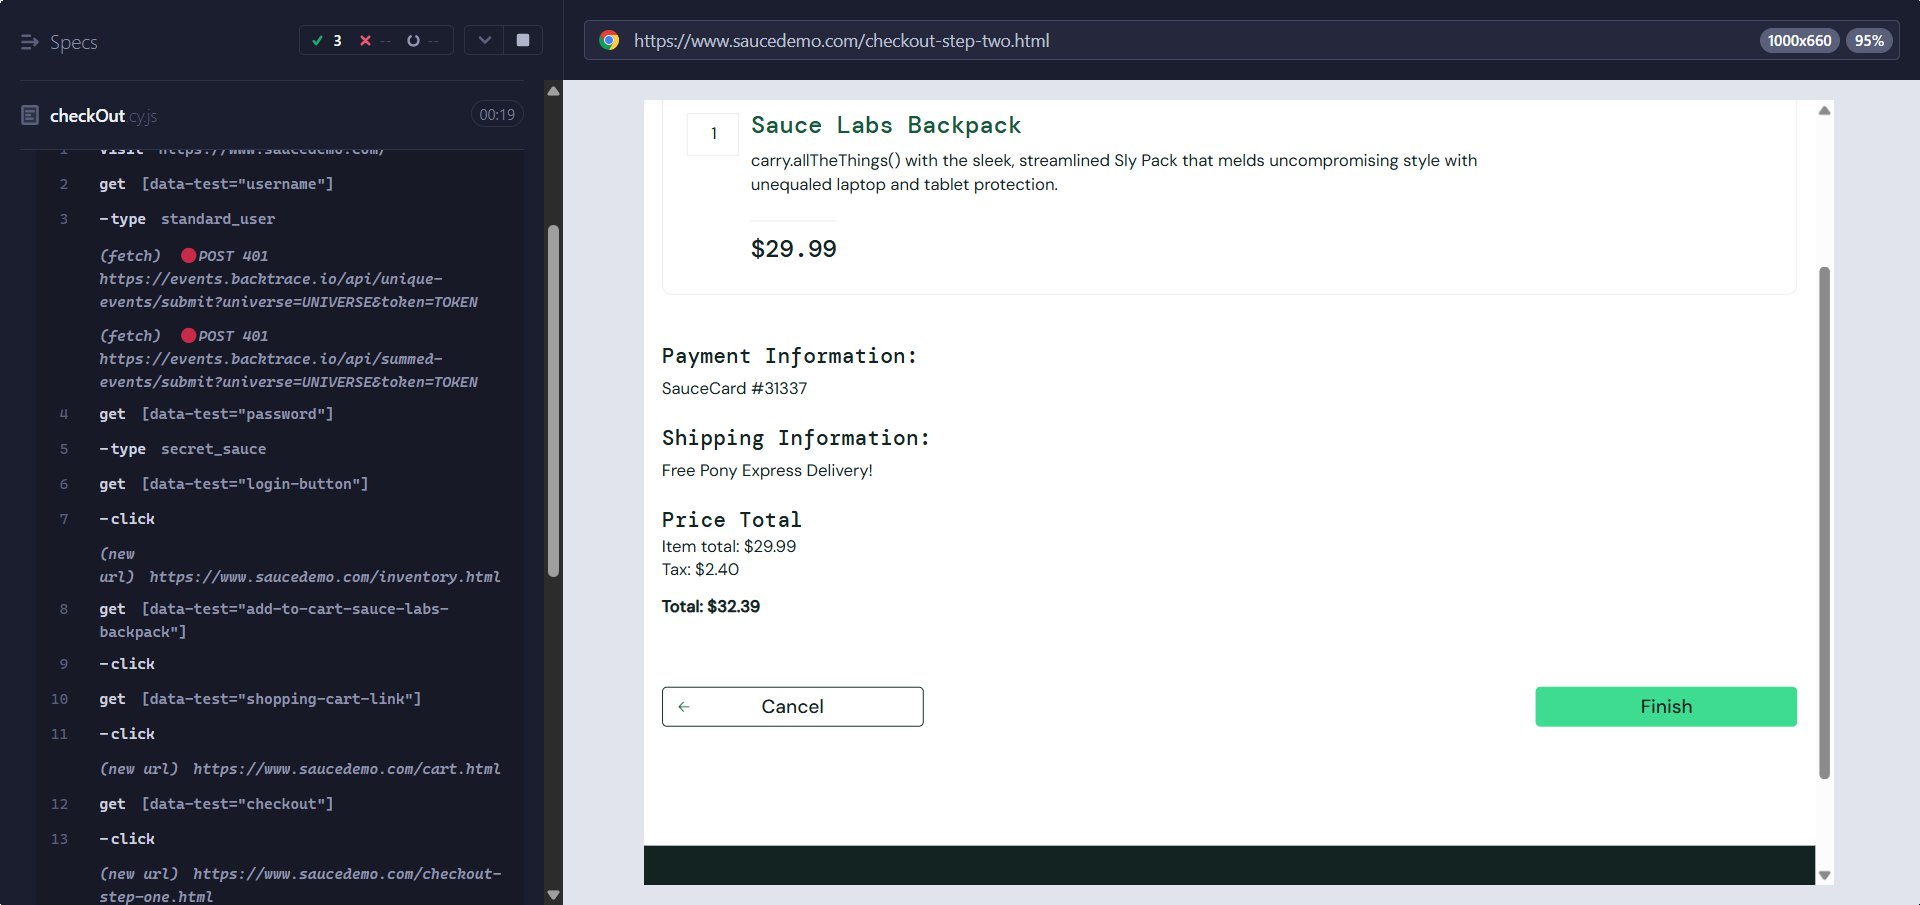 Specs
3 -- --
checkOut.cy.js
00:19
1 visit https://www.saucedemo.com/
2 get [data-test="username"]
3 -type standard_user
(fetch) POST 401
https://events.backtrace.io/api/unique-
events/submit?universe=UNIVERSE&token=TOKEN
(fetch) POST 401
https://events.backtrace.io/api/summed-
events/submit?universe=UNIVERSE&token=TOKEN
4 get [data-test="password"]
5 -type secret_sauce
6 get [data-test="login-button"]
7 -click
(new
url) https://www.saucedemo.com/inventory.html
8 get [data-test="add-to-cart-sauce-labs-
backpack"]
9 -click
10 get [data-test="shopping-cart-link"]
11 -click
(new url) https://www.saucedemo.com/cart.html
12 get [data-test="checkout"]
13 -click
(new url) https://www.saucedemo.com/checkout-
step-one.html
https://www.saucedemo.com/checkout-step-two.html
1000x660
95%
1
Sauce Labs Backpack
carry.allTheThings() with the sleek, streamlined Sly Pack that melds uncompromising style with
unequaled laptop and tablet protection.
$29.99
Payment Information:
SauceCard #31337
Shipping Information:
Free Pony Express Delivery!
Price Total
Item total: $29.99
Tax: $2.40
Total: $32.39
Cancel
Finish